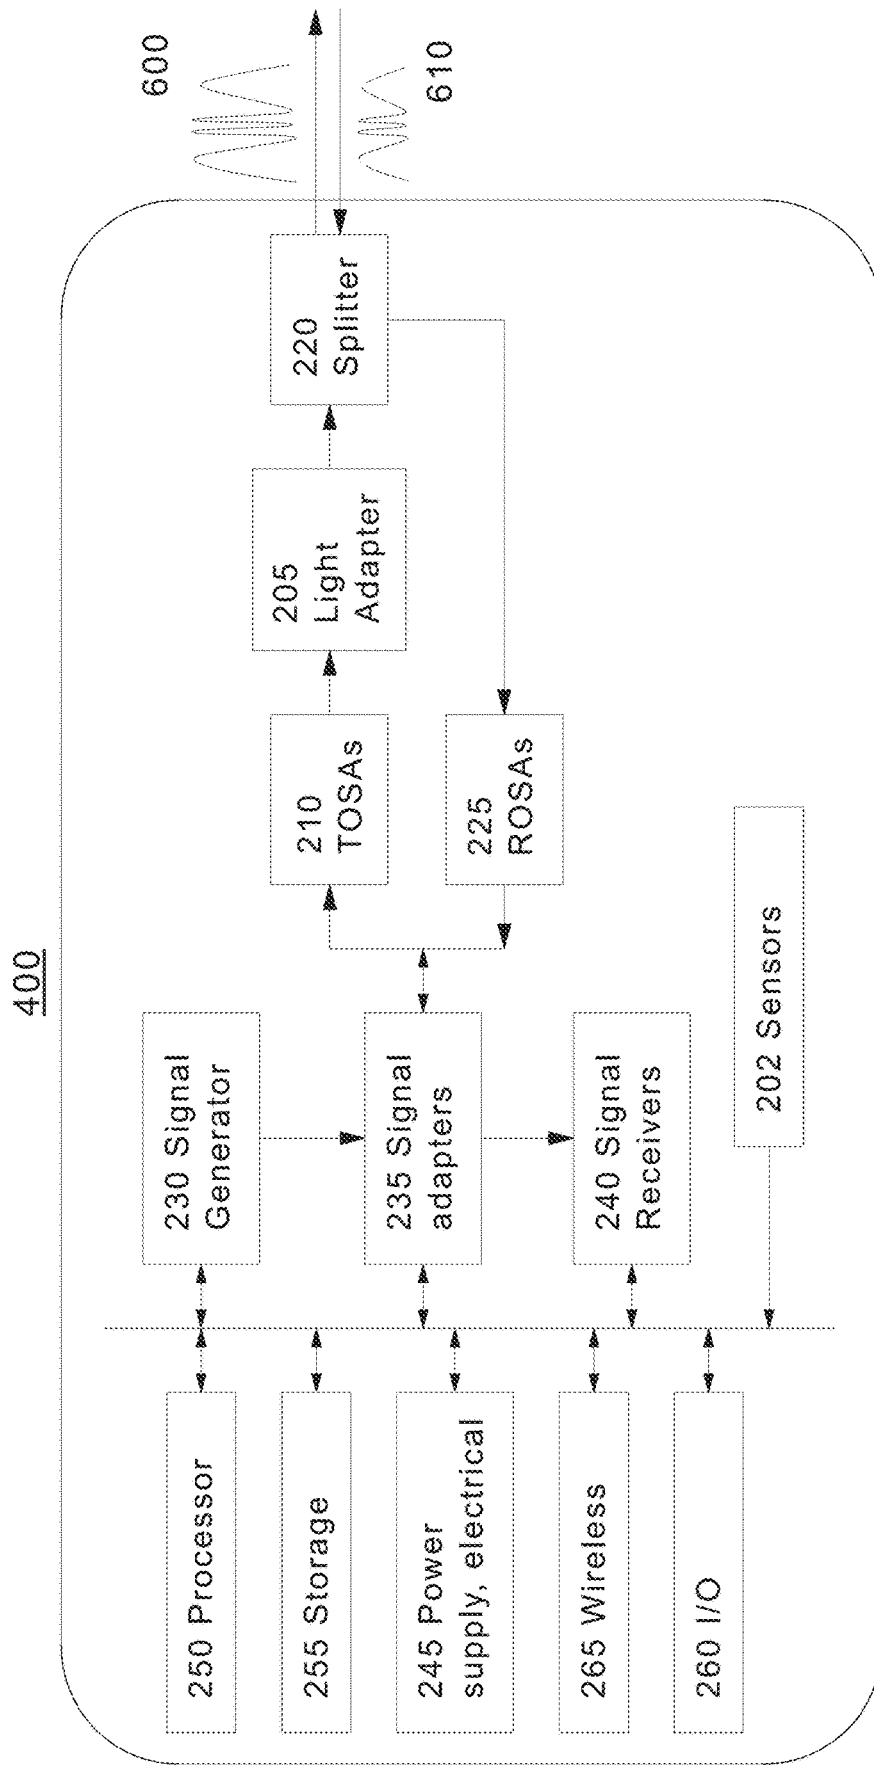 400
250 Processor
255 Storage
245 Power
supply, electrical
265 Wireless
260 I/O
230 Signal
Generator
235 Signal
adapters
240 Signal
Receivers
202 Sensors
210
TOSAs
225
ROSAs
205
Light
Adapter
220
Splitter
600
610